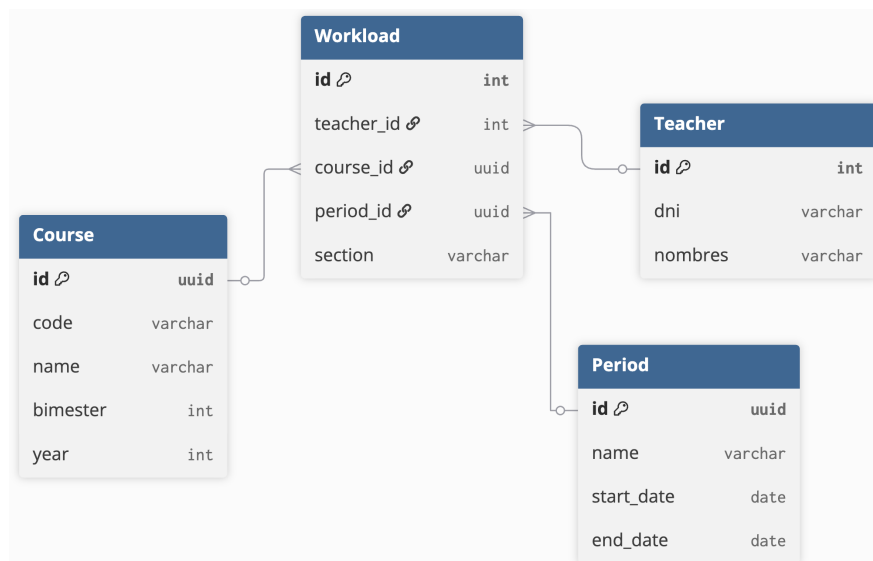 Workload
id int
teacher_id int
course_id uuid
period_id uuid
section varchar
Teacher
id int
dni varchar
nombres varchar
Course
id uuid
code varchar
name varchar
bimester int
year int
Period
id uuid
name varchar
start_date date
end_date date